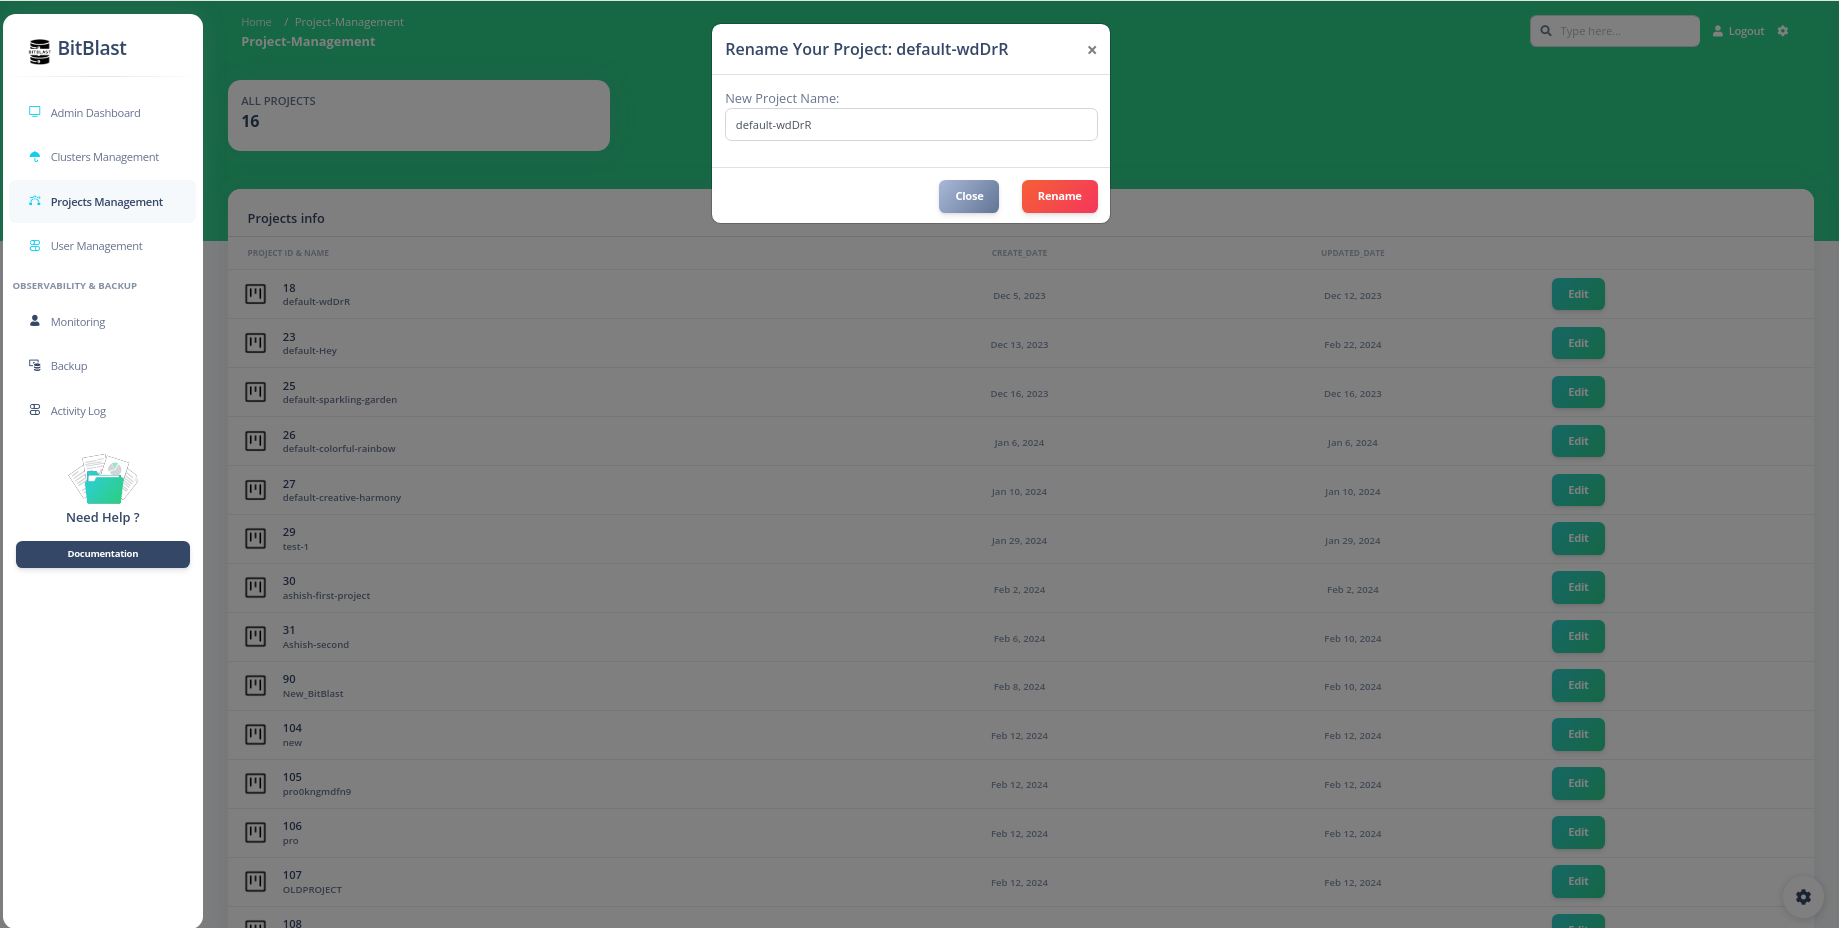 BitBlast
Admin Dashboard
Clusters Management
Projects Management
User Management
OBSERVABILITY & BACKUP
Monitoring
Backup
Activity Log
Need Help ?
Documentation
Home / Project-Management
Project-Management
Type here...
Logout
ALL PROJECTS
16
Rename Your Project: default-wdDrR
×
New Project Name:
default-wdDrR
Close
Rename
Projects info
PROJECT ID & NAME CREATE_DATE UPDATED_DATE
18
default-wdDrR
Dec 5, 2023 Dec 12, 2023 Edit
23
default-Hey
Dec 13, 2023 Feb 22, 2024 Edit
25
default-sparkling-garden
Dec 16, 2023 Dec 16, 2023 Edit
26
default-colorful-rainbow
Jan 6, 2024 Jan 6, 2024 Edit
27
default-creative-harmony
Jan 10, 2024 Jan 10, 2024 Edit
29
test-1
Jan 29, 2024 Jan 29, 2024 Edit
30
ashish-first-project
Feb 2, 2024 Feb 2, 2024 Edit
31
Ashish-second
Feb 6, 2024 Feb 10, 2024 Edit
90
New_BitBlast
Feb 8, 2024 Feb 10, 2024 Edit
104
new
Feb 12, 2024 Feb 12, 2024 Edit
105
pro0kngmdfn9
Feb 12, 2024 Feb 12, 2024 Edit
106
pro
Feb 12, 2024 Feb 12, 2024 Edit
107
OLDPROJECT
Feb 12, 2024 Feb 12, 2024 Edit
108